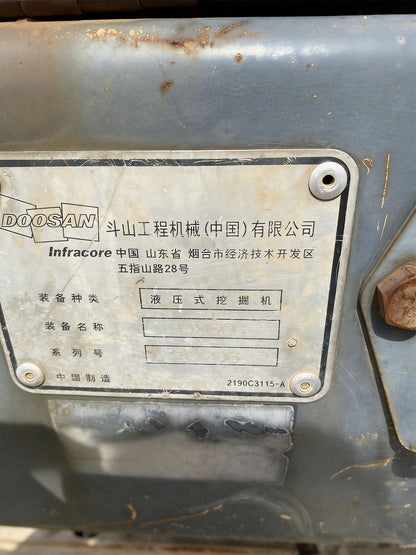 DOOSAN 斗山工程机械(中国)有限公司
Infracore 中国 山东省 烟台市经济技术开发区
五指山路28号
装备种类 液压式挖掘机
装备名称
系列号
中国制造 2190C3115-A